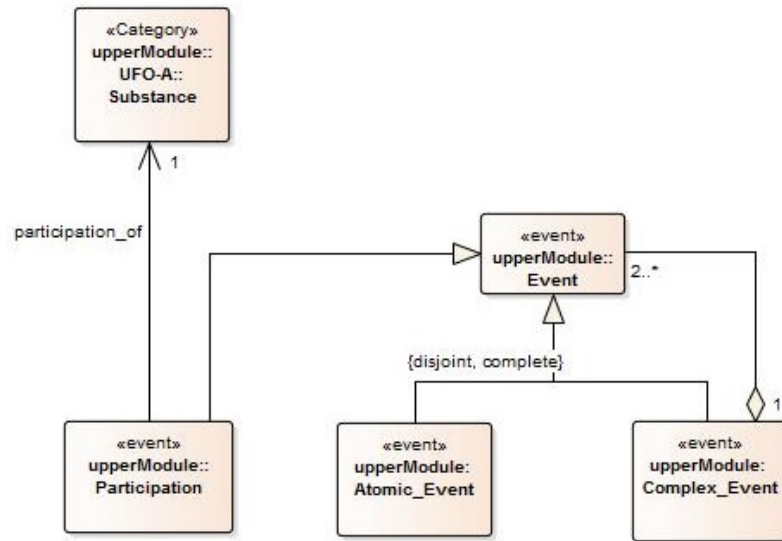 «Category»
upperModule::
UFO-A::
Substance
1
participation_of
«event»
upperModule::
Event
2..*
{disjoint, complete}
1
«event»
upperModule::
Participation
«event»
upperModule:
Atomic_Event
«event»
upperModule:
Complex_Event